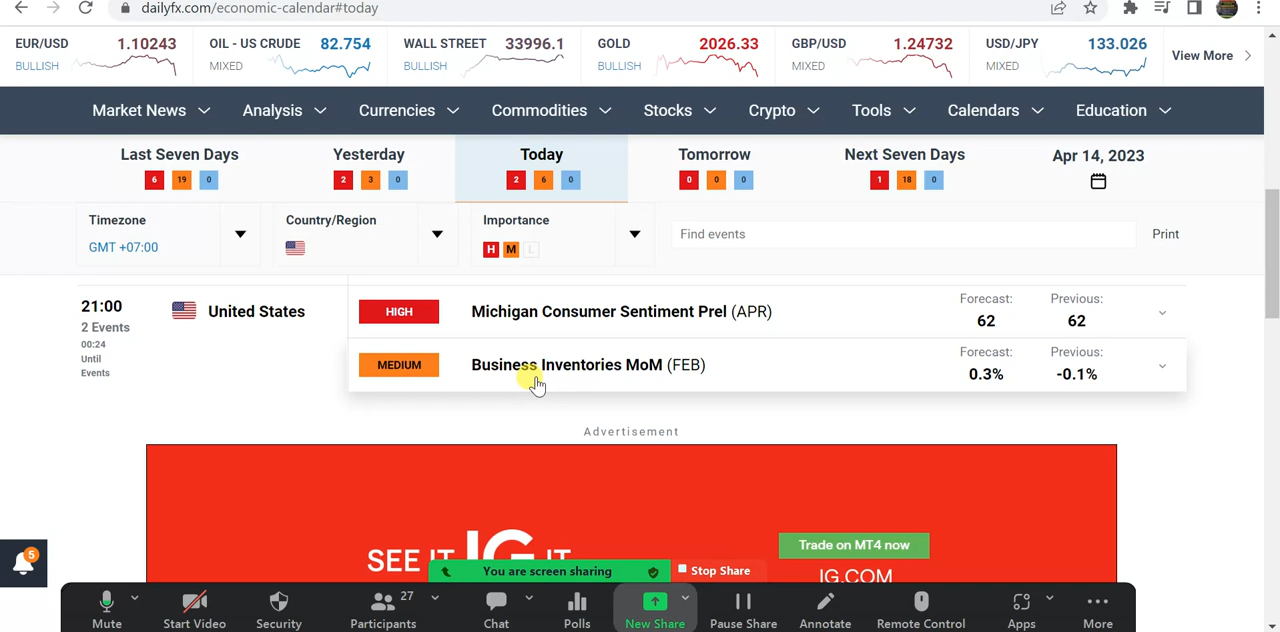 dailyfx.com/economic-calendar#today
EUR/USD 1.10243
BULLISH
OIL - US CRUDE 82.754
MIXED
WALL STREET 33996.1
BULLISH
GOLD 2026.33
BULLISH
GBP/USD 1.24732
MIXED
USD/JPY 133.026
MIXED
View More
Market News Analysis Currencies Commodities Stocks Crypto Tools Calendars Education
Last Seven Days Yesterday Today Tomorrow Next Seven Days Apr 14, 2023
6 19 0 2 3 0 2 6 0 0 0 0 1 18 0
Timezone
GMT +07:00
Country/Region
Importance
H M L
Find events
Print
21:00
2 Events
00:24
Until
Events
United States
HIGH Michigan Consumer Sentiment Prel (APR)
Forecast: Previous:
62 62
MEDIUM Business Inventories MoM (FEB)
Forecast: Previous:
0.3% -0.1%
Advertisement
SEE IT IG IT
Trade on MT4 now
IG.COM
5
You are screen sharing Stop Share
27
Mute Start Video Security Participants Chat Polls New Share Pause Share Annotate Remote Control Apps More